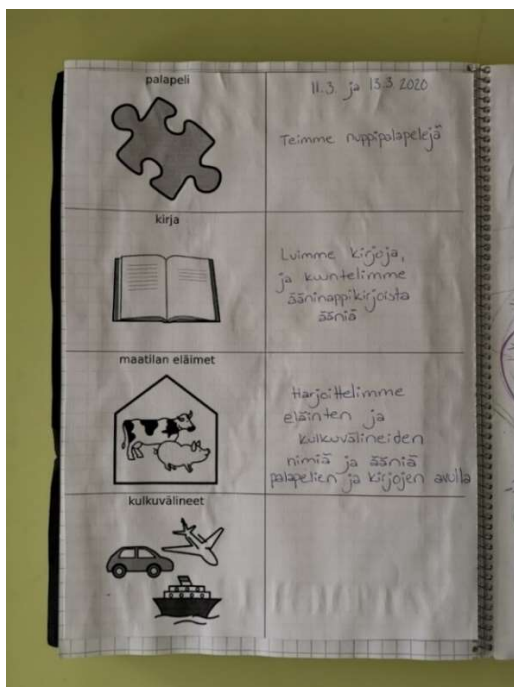 palapeli
11.3. ja 13.3.2020
Teimme nuppipalapelejä
kirja
Luimme kirjoja,
ja kuuntelimme
ääninappikirjoista
ääniä
maatilan eläimet
Harjoittelimme
eläinten ja
kulkuvälineiden
nimiä ja ääniä
palapelien ja kirjojen avulla
kulkuvälineet